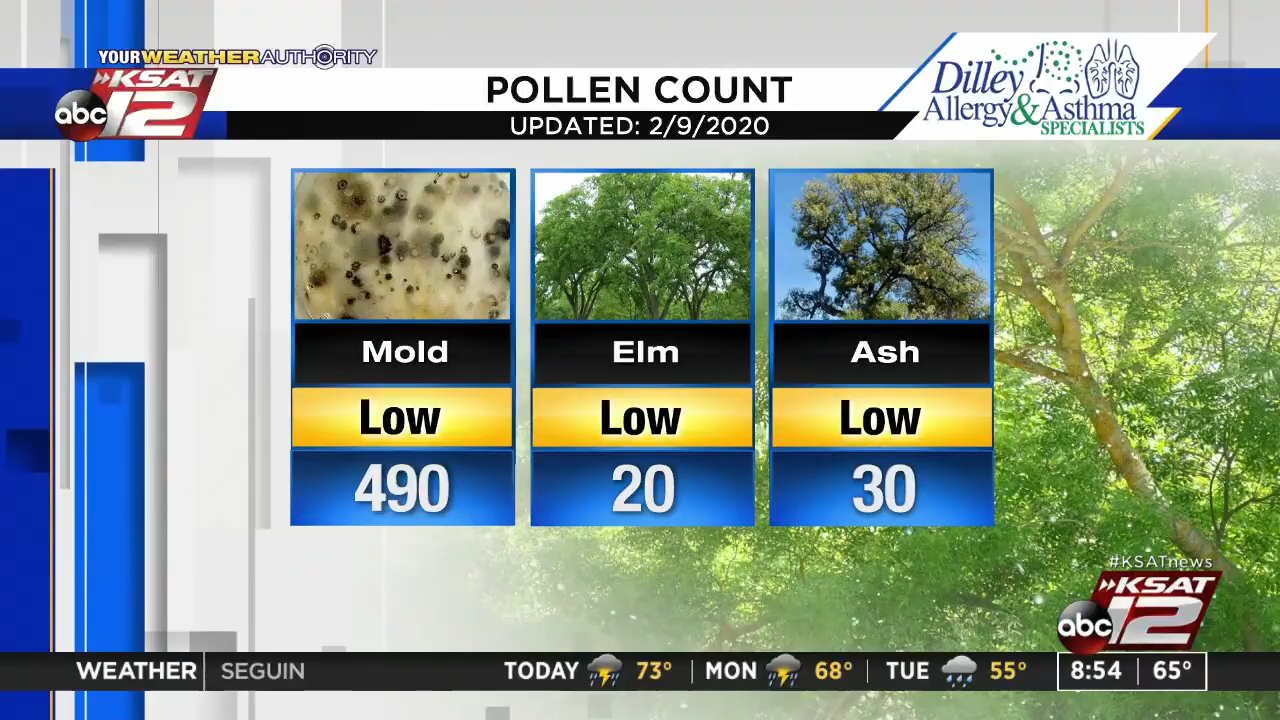 YOUR WEATHER AUTHORITY
KSAT
abc 12
POLLEN COUNT
UPDATED: 2/9/2020
Dilley
Allergy & Asthma
SPECIALISTS
Mold Elm Ash
Low Low Low
490 20 30
#KSATnews
KSAT
abc 12
WEATHER SEGUIN TODAY 73° MON 68° TUE 55° 8:54 65°